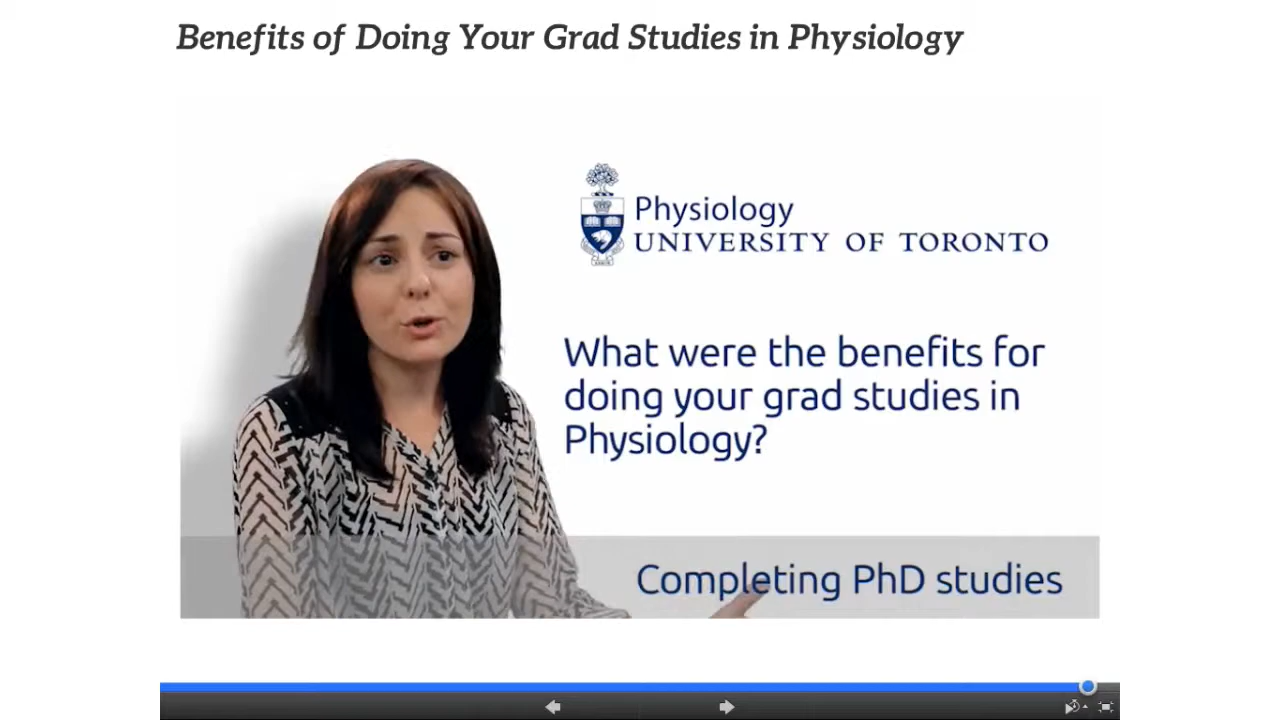 Benefits of Doing Your Grad Studies in Physiology
Physiology
UNIVERSITY OF TORONTO
What were the benefits for
doing your grad studies in
Physiology?
Completing PhD studies